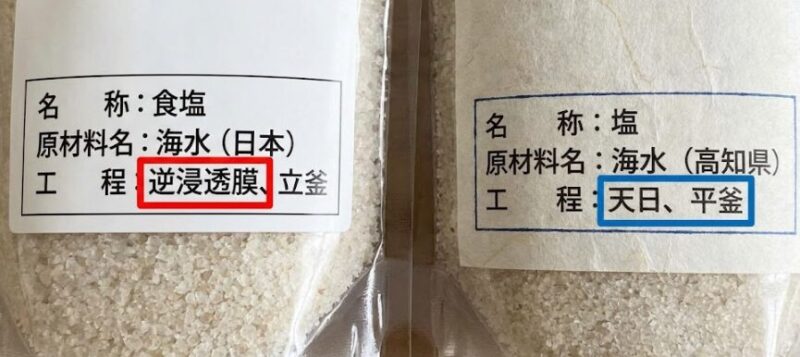 名　　称：食塩
原材料名：海水（日本）
工　　程：逆浸透膜、立釜
名　　称：塩
原材料名：海水（高知県）
工　　程：天日、平釜